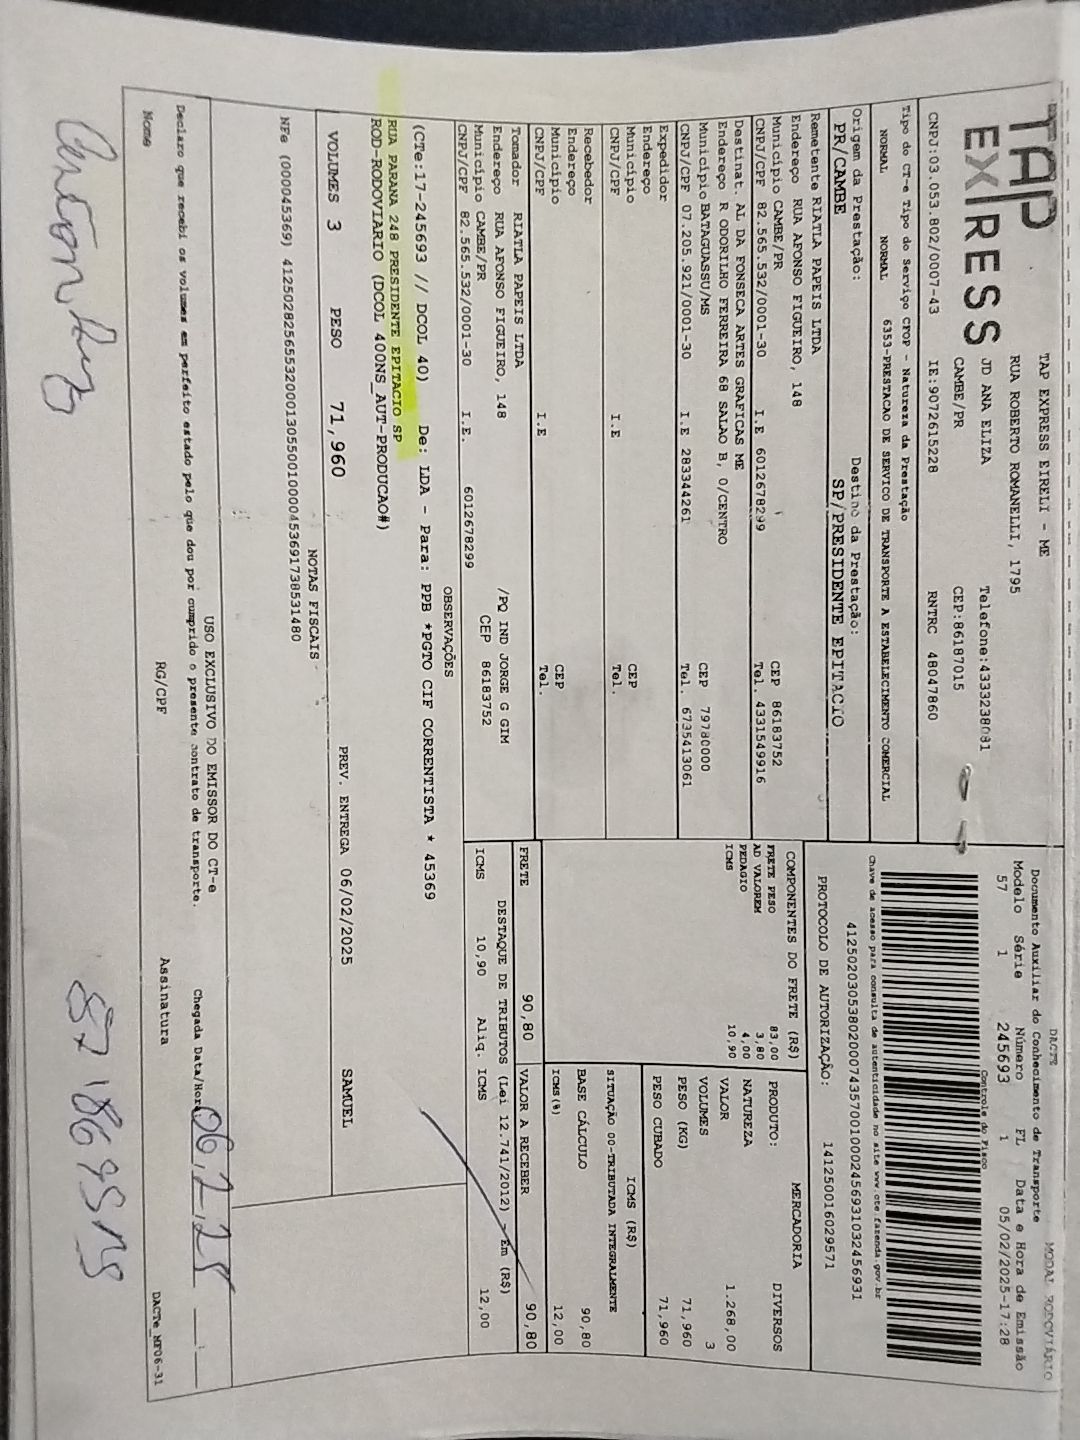 TAP
EXPRESS
TAP EXPRESS EIRELI - ME
RUA ROBERTO ROMANELLI, 1795
JD ANA ELIZA
Telefone:4333238081
CAMBE/PR
CEP:86187015
CNPJ:03.053.802/0007-43
IE:9072615228
RNTRC 48047860
DACTE
MODAL RODOVIÁRIO
Documento Auxiliar do Conhecimento de Transporte
Modelo Série Número FL Data e Hora de Emissão
57 1 245693 1 05/02/2025-17:28
Controle do Fisco
Chave de acesso para consulta de autenticidade no site www.cte.fazenda.gov.br
PROTOCOLO DE AUTORIZAÇÃO: 141250016029571
Tipo do CT-e Tipo do Serviço CFOP - Natureza da Prestação
NORMAL NORMAL 6353-PRESTACAO DE SERVICO DE TRANSPORTE A ESTABELECIMENTO COMERCIAL
Origem da Prestação: Destino da Prestação:
PR/CAMBE SP/PRESIDENTE EPITACIO
Remetente RIATLA PAPEIS LTDA
Endereço RUA AFONSO FIGUEIRO, 148
Município CAMBE/PR CEP 86183752
CNPJ/CPF 82.565.532/0001-30 I.E 6012678299 Tel. 4331549916
Destinat. AL DA FONSECA ARTES GRAFICAS ME
Endereço R ODORILHO FERREIRA 68 SALAO B, 0/CENTRO
Município BATAGUASSU/MS CEP 79780000
CNPJ/CPF 07.205.921/0001-30 I.E 283344261 Tel. 6735413061
Expedidor
Endereço
Município CEP
CNPJ/CPF I.E Tel.
Recebedor
Endereço
Município CEP
CNPJ/CPF I.E Tel.
Tomador RIATLA PAPEIS LTDA
Endereço RUA AFONSO FIGUEIRO, 148 /PQ IND JORGE G GIM
Município CAMBE/PR CEP 86183752
CNPJ/CPF 82.565.532/0001-30 I.E. 6012678299
COMPONENTES DO FRETE (R$)
FRETE PESO 83,00
AD VALOREM 3,80
PEDAGIO 4,00
ICMS 10,90
MERCADORIA
PRODUTO: DIVERSOS
NATUREZA
VALOR 1.268,00
VOLUMES 3
PESO (KG) 71,960
PESO CUBADO 71,960
ICMS (R$)
SITUAÇÃO 00-TRIBUTADA INTEGRALMENTE
BASE CÁLCULO 90,80
ICMS(%) 12,00
FRETE 90,80 VALOR A RECEBER 90,80
DESTAQUE DE TRIBUTOS (Lei 12.741/2012) - Em (R$)
ICMS 10,90 Aliq. ICMS 12,00
OBSERVAÇÕES
(CTe:17-245693 /// DCOL 40) De: LDA - Para: PPB *PGTO CIF CORRENTISTA * 45369
RUA PARANA 248 PRESIDENTE EPITACIO SP
ROD-RODOVIARIO (DCOL 400NS_AUT-PRODUCAO#)
VOLUMES 3 PESO 71,960 PREV. ENTREGA 06/02/2025 SAMUEL
NOTAS FISCAIS
NFe (000045369) 41250282565532000130550010000453691738531480
USO EXCLUSIVO DO EMISSOR DO CT-e
Declaro que recebi os volumes em perfeito estado pelo que dou por cumprido o presente contrato de transporte.
Chegada Data/Hora 06/2/25
Nome RG/CPF Assinatura
DACTe_MF06-31